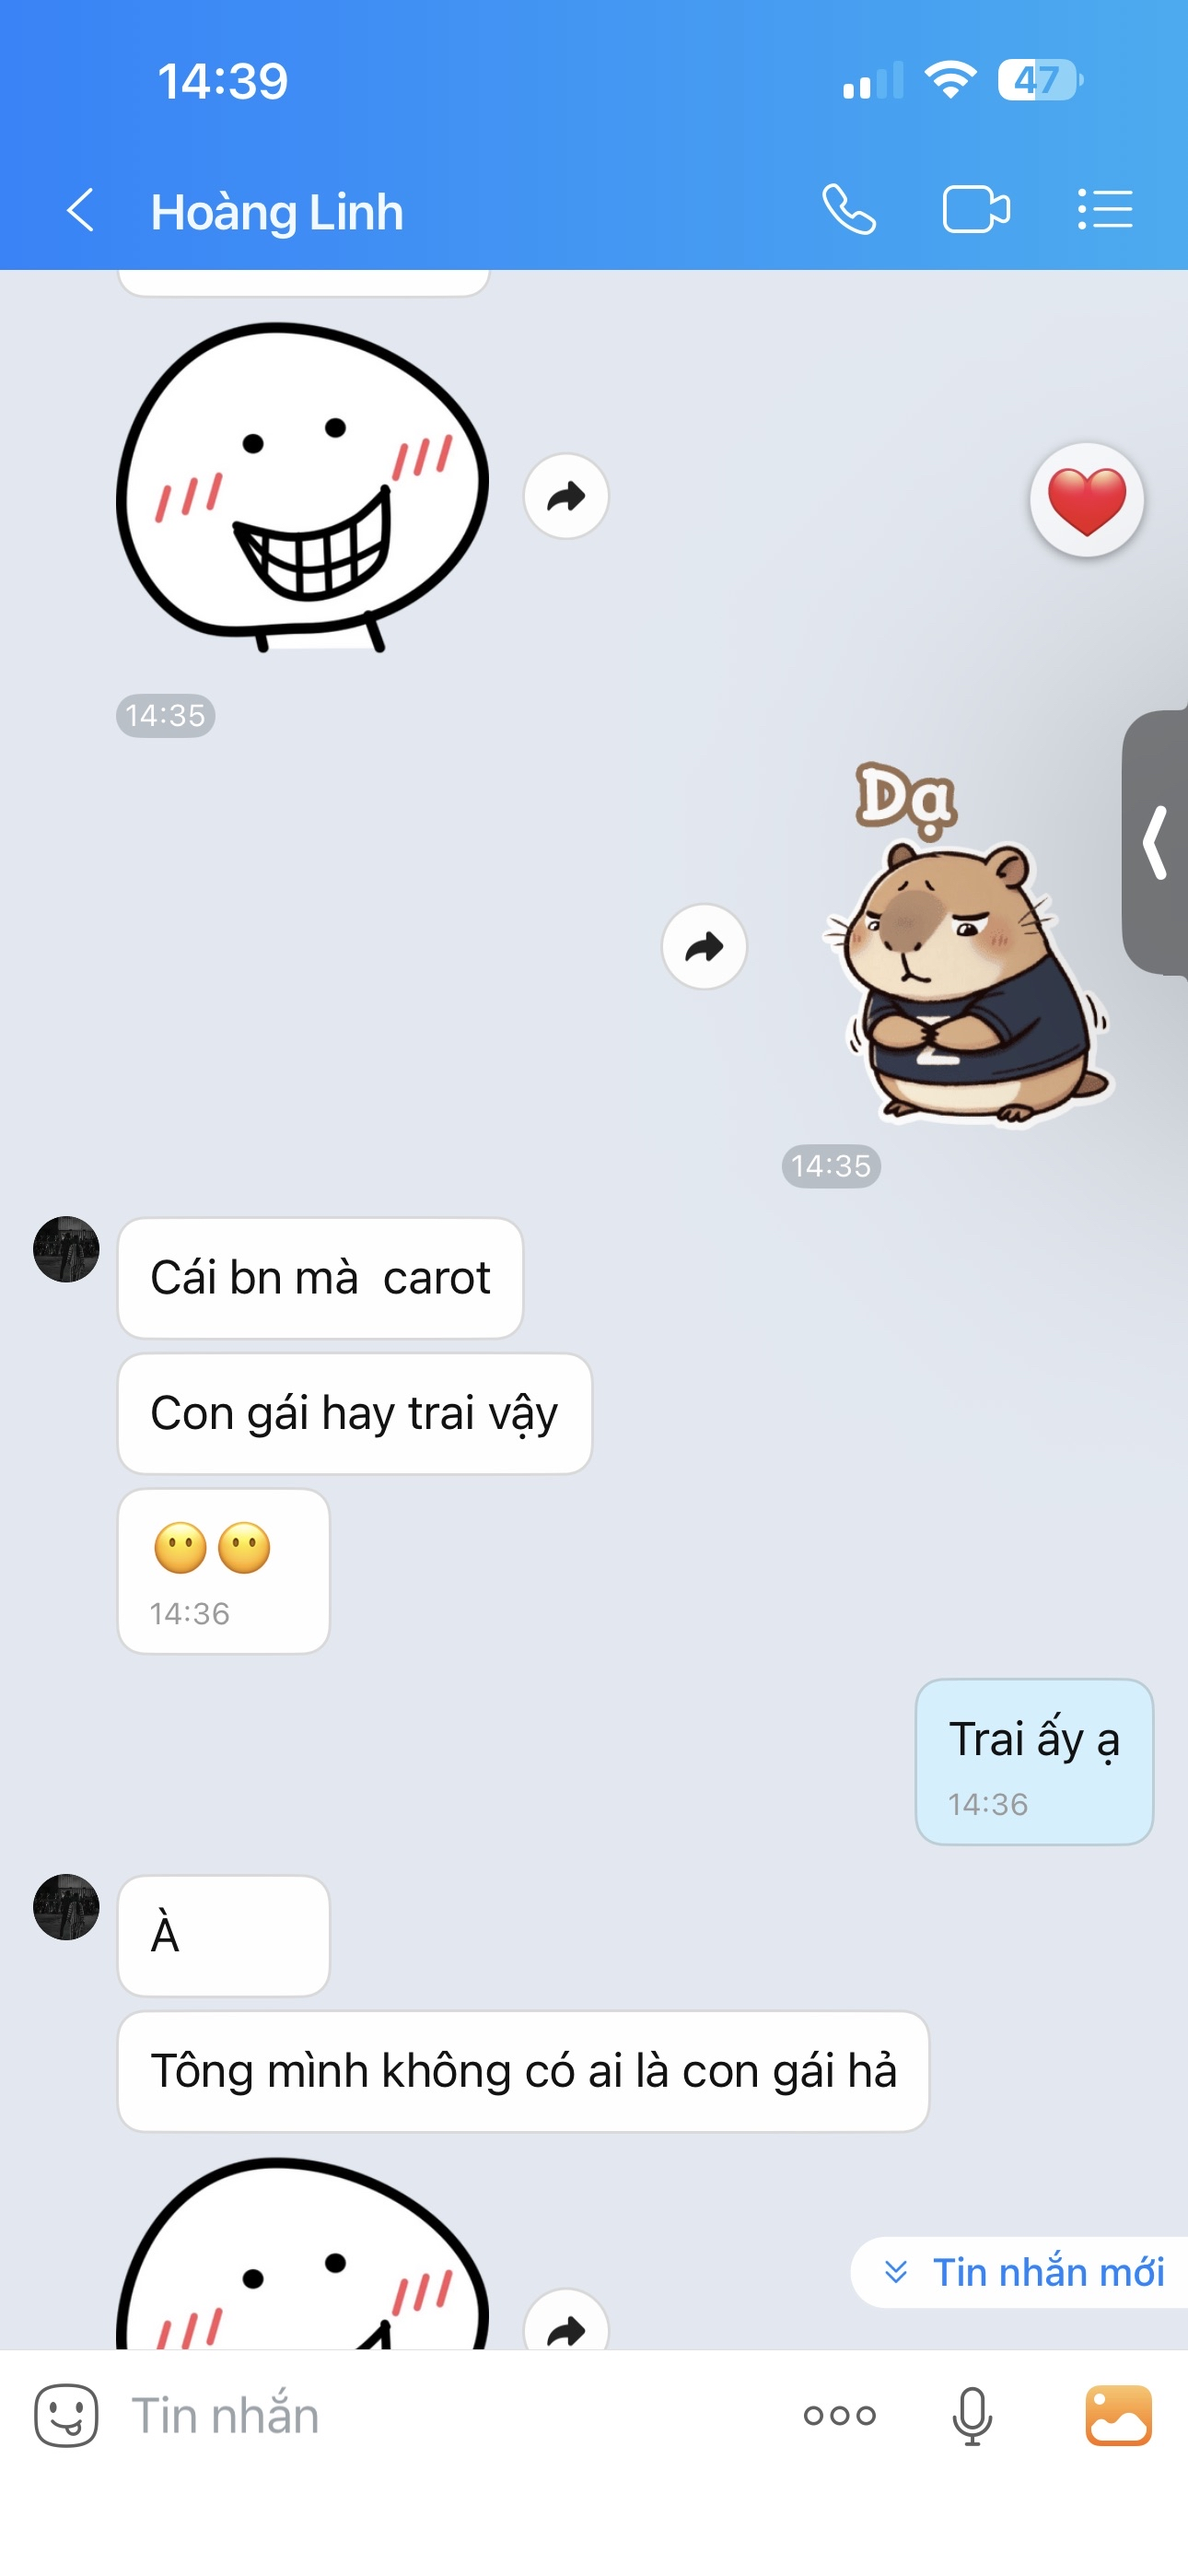 14:39
47
Hoàng Linh
14:35
Dạ
14:35
Cái bn mà  carot
Con gái hay trai vậy
14:36
Trai ấy ạ
14:36
À
Tông mình không có ai là con gái hả
Tin nhắn mới
Tin nhắn